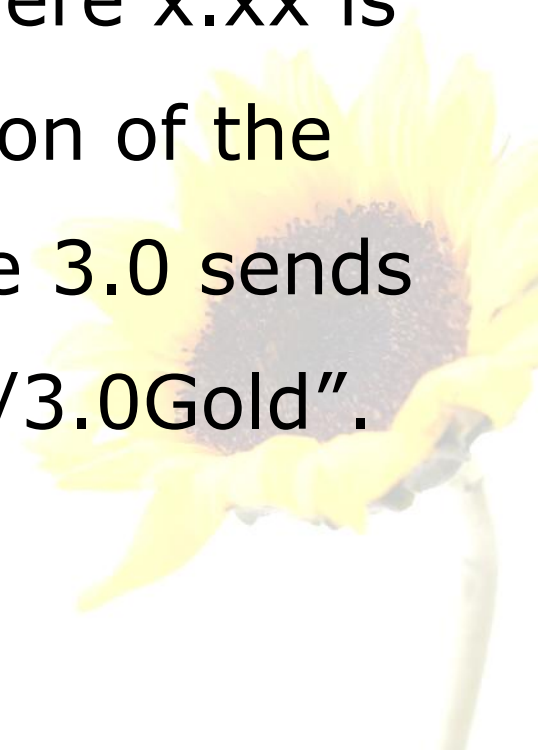 ere x.xx is
on of the
e 3.0 sends
/3.0Gold”.